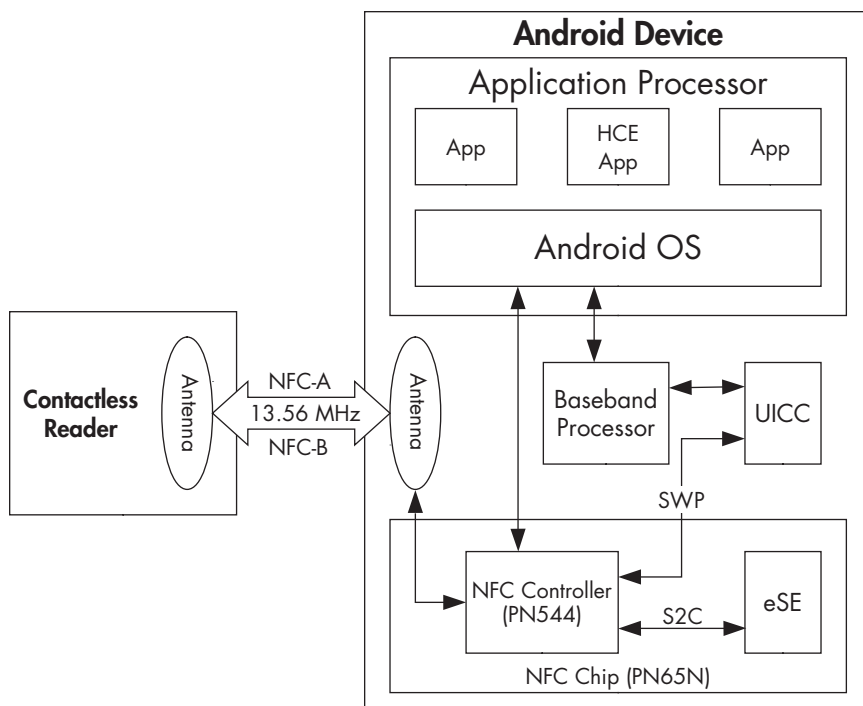 Android Device
Application Processor
App
HCE
App
App
Android OS
Contactless
Reader
Antenna
NFC-A
13.56 MHz
NFC-B
Antenna
Baseband
Processor
UICC
SWP
NFC Controller
(PN544)
S2C
eSE
NFC Chip (PN65N)